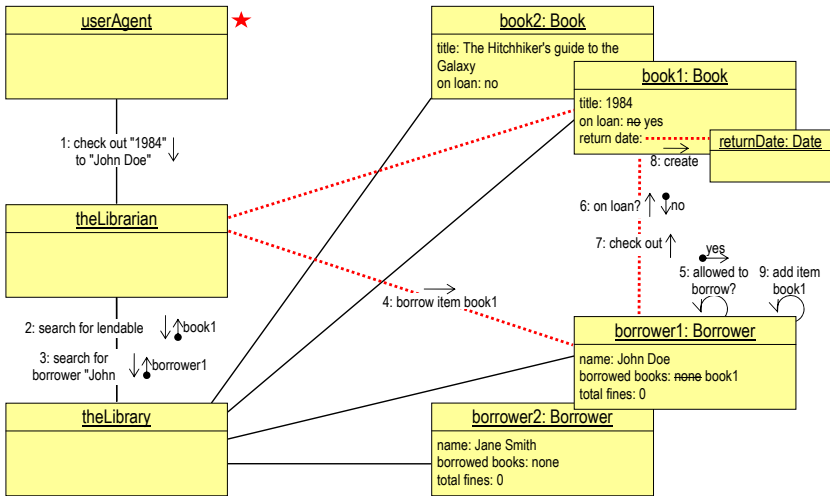 userAgent
book2: Book
title: The Hitchhiker's guide to the
Galaxy
on loan: no
book1: Book
title: 1984
on loan: no yes
return date:
returnDate: Date
8: create
1: check out "1984"
to "John Doe"
theLibrarian
6: on loan?
no
7: check out
yes
5: allowed to
borrow?
9: add item
book1
4: borrow item book1
2: search for lendable
book1
3: search for
borrower "John
borrower1
borrower1: Borrower
name: John Doe
borrowed books: none book1
total fines: 0
theLibrary
borrower2: Borrower
name: Jane Smith
borrowed books: none
total fines: 0